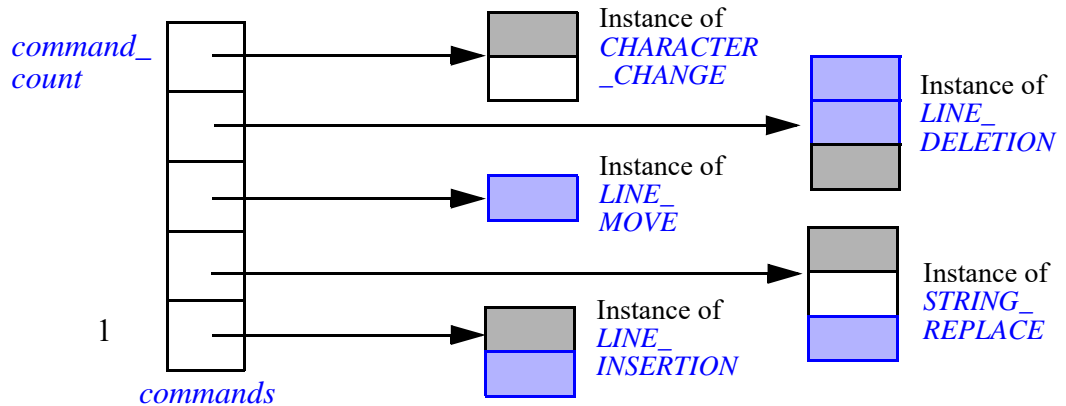 command_
count
Instance of
CHARACTER
_CHANGE
Instance of
LINE_
DELETION
Instance of
LINE_
MOVE
Instance of
STRING_
REPLACE
1
Instance of
LINE_
INSERTION
commands